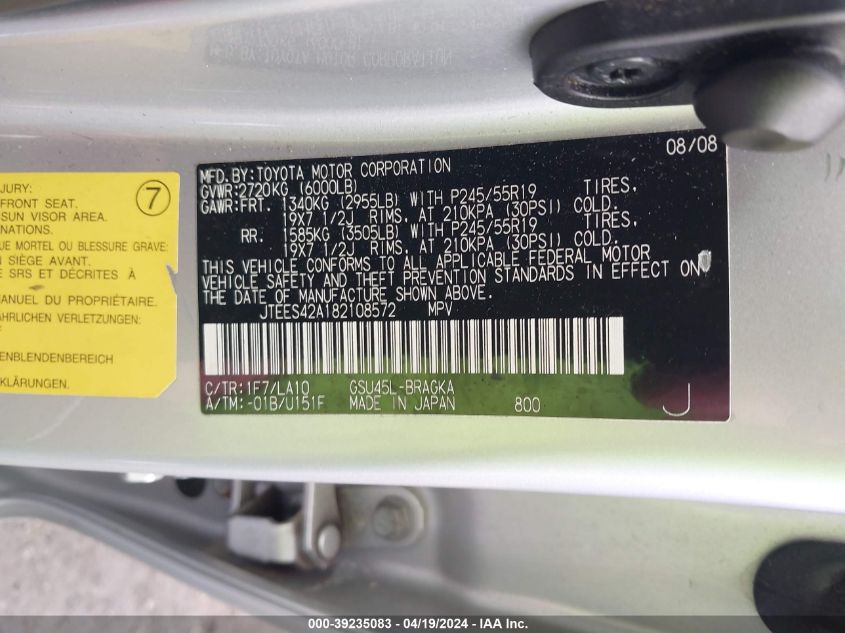 08/08
MFD.BY:TOYOTA MOTOR CORPORATION
GVWR:2720KG (6000LB)
GAWR:FRT. 1340KG (2955LB) WITH P245/55R19 TIRES,
19X7 1/2J RIMS, AT 210KPA (30PSI) COLD.
RR. 1585KG (3505LB) WITH P245/55R19 TIRES,
19X7 1/2J RIMS, AT 210KPA (30PSI) COLD.
THIS VEHICLE CONFORMS TO ALL APPLICABLE FEDERAL MOTOR
VEHICLE SAFETY AND THEFT PREVENTION STANDARDS IN EFFECT ON
THE DATE OF MANUFACTURE SHOWN ABOVE.
JTEES42A182108572 MPV
C/TR:1F7/LA10 GSU45L-BRAGKA
A/TM:-01B/U151F MADE IN JAPAN 800 J
7
JURY:
FRONT SEAT.
SUN VISOR AREA.
NATIONS.
UE MORTEL OU BLESSURE GRAVE:
N SIÈGE AVANT.
E SRS ET DÉCRITES À
ANUEL DU PROPRIÉTAIRE.
ÄHRLICHEN VERLETZUNGEN:
NENBLENDENBEREICH
KLÄRUNGEN.
000-39235083 - 04/19/2024 - IAA Inc.